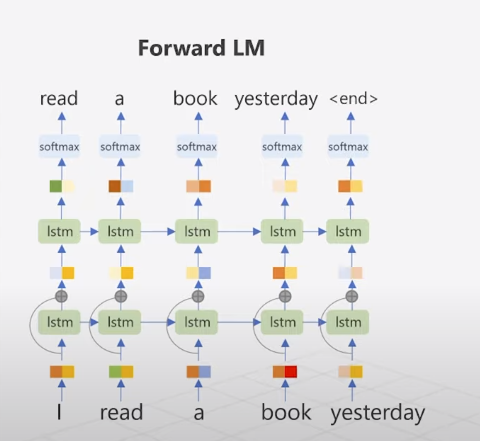 Forward LM
read a book yesterday <end>
softmax softmax softmax softmax softmax
lstm lstm lstm lstm lstm
lstm lstm lstm lstm lstm
I read a book yesterday